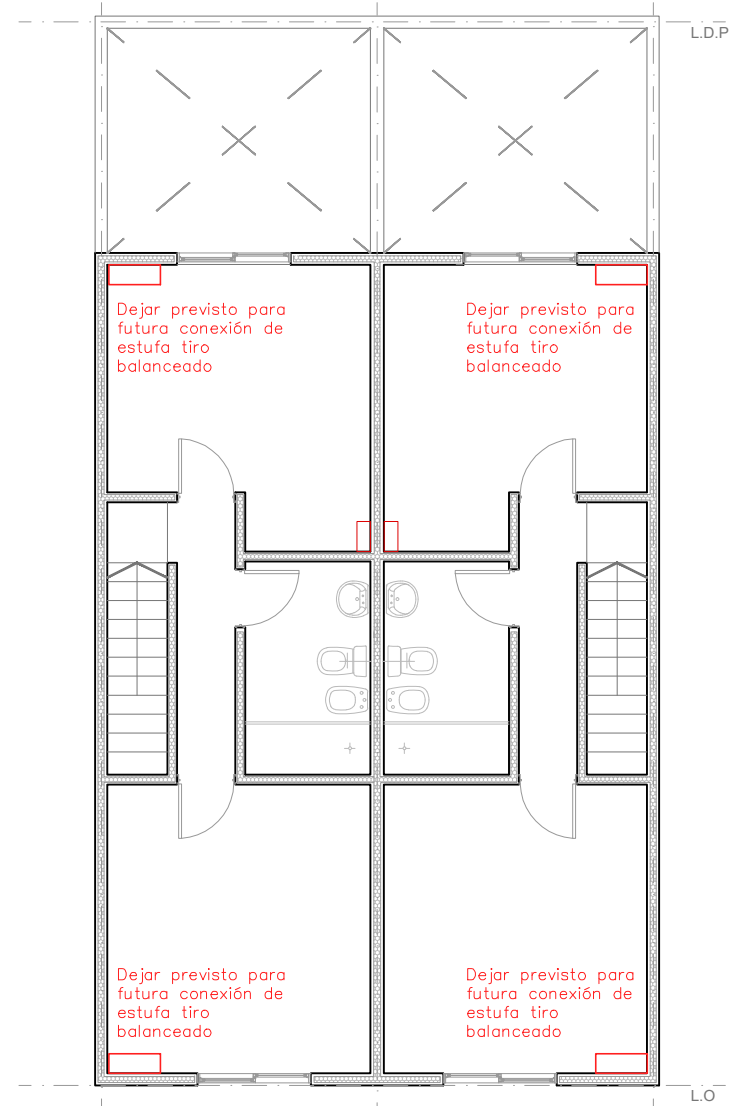 L.D.P
Dejar previsto para
futura conexión de
estufa tiro
balanceado
Dejar previsto para
futura conexión de
estufa tiro
balanceado
Dejar previsto para
futura conexión de
estufa tiro
balanceado
Dejar previsto para
futura conexión de
estufa tiro
balanceado
L.O